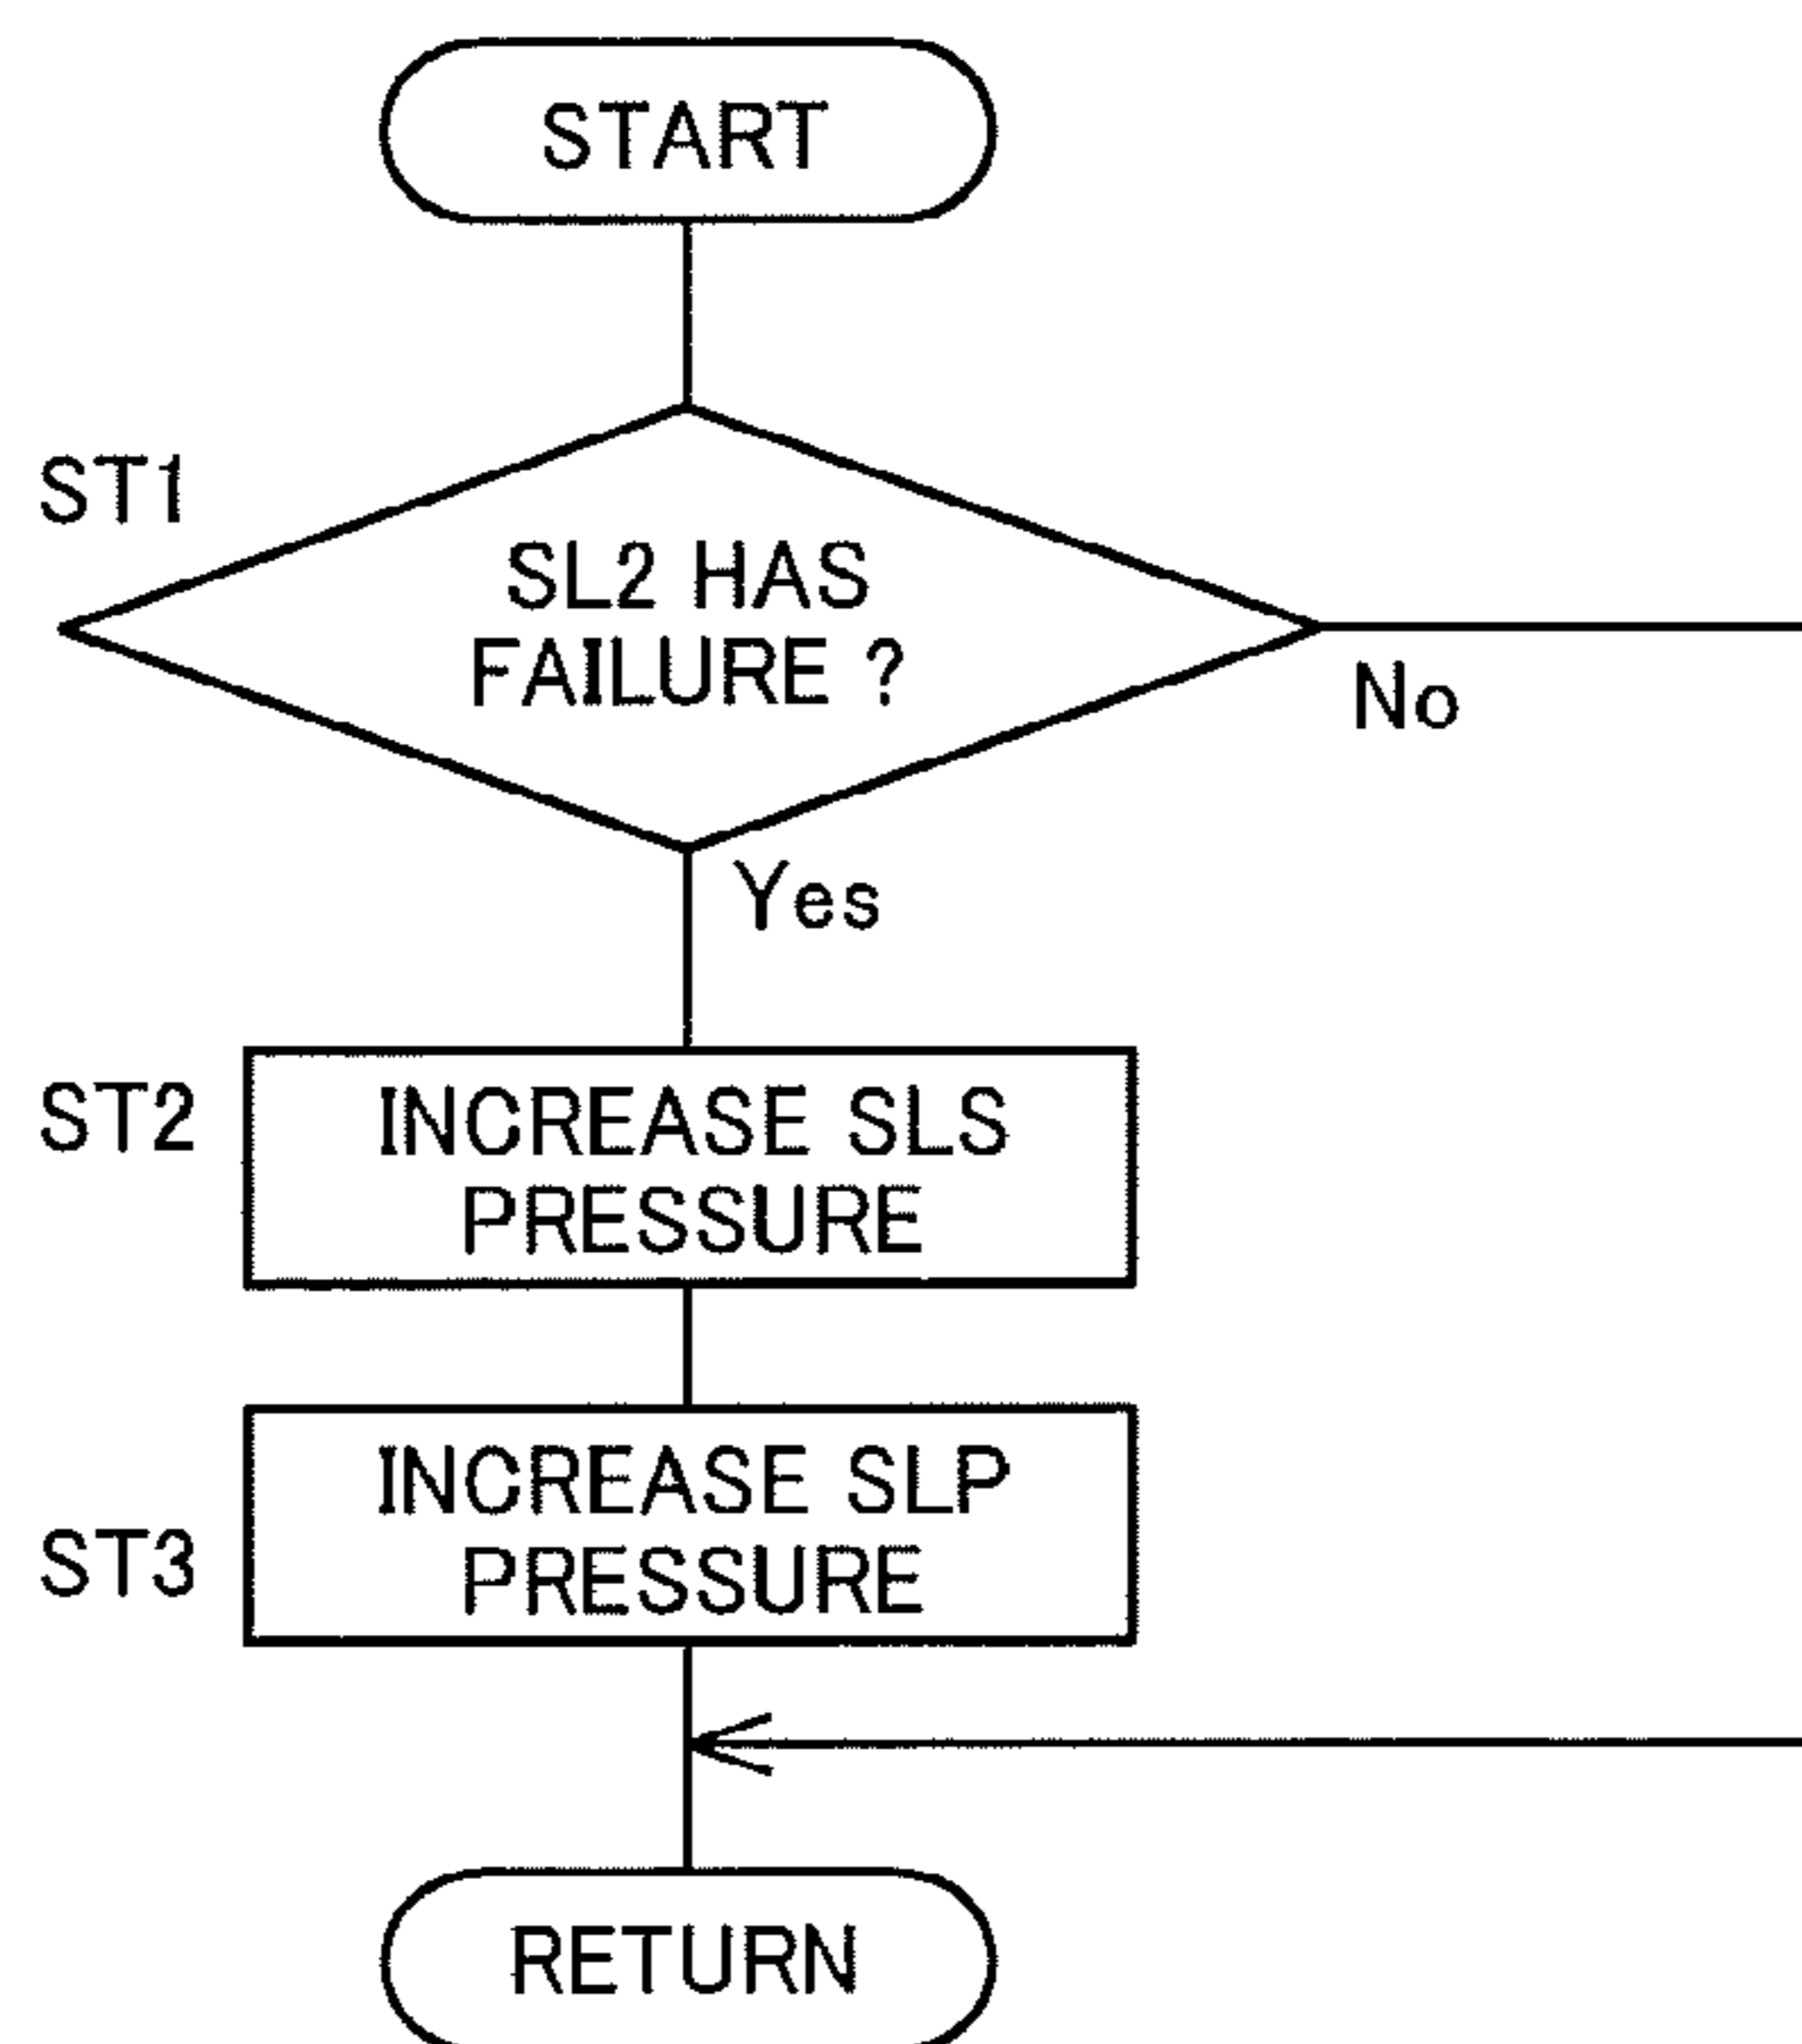 START
ST1
SL2 HAS
FAILURE ?
No
Yes
ST2
INCREASE SLS
PRESSURE
INCREASE SLP
PRESSURE
ST3
RETURN